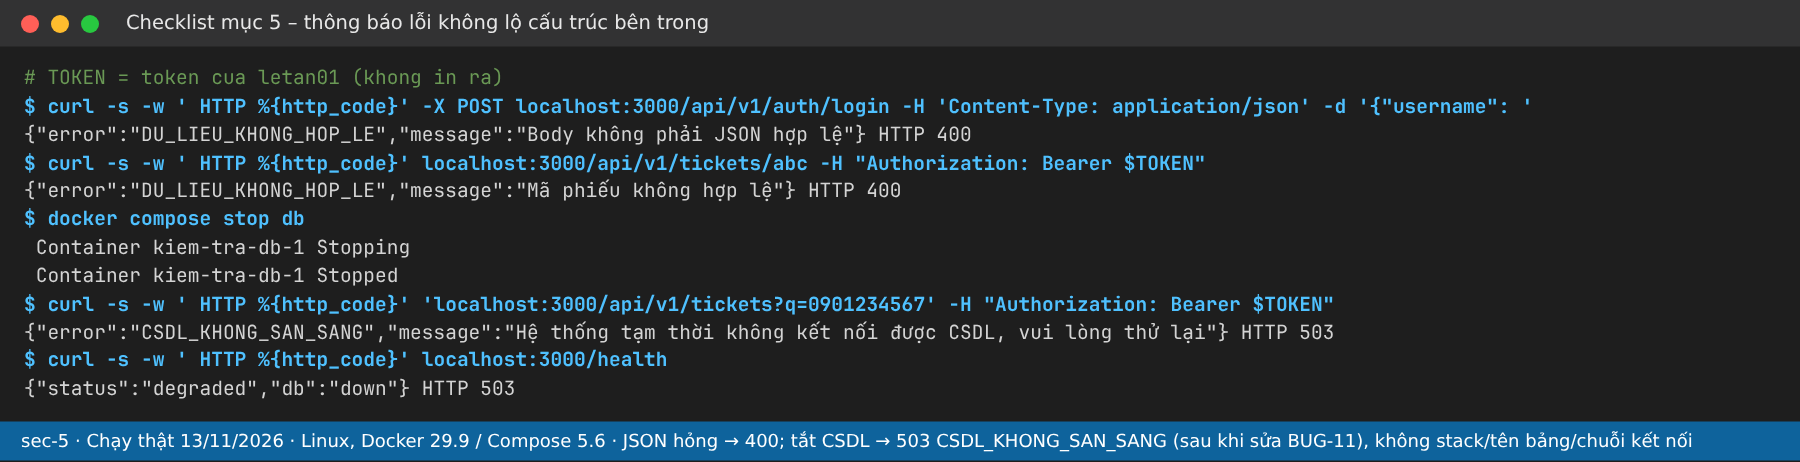 Checklist mục 5 – thông báo lỗi không lộ cấu trúc bên trong
# TOKEN = token cua letan01 (khong in ra)
$ curl -s -w ' HTTP %{http_code}' -X POST localhost:3000/api/v1/auth/login -H 'Content-Type: application/json' -d '{"username": '
{"error":"DU_LIEU_KHONG_HOP_LE","message":"Body không phải JSON hợp lệ"} HTTP 400
$ curl -s -w ' HTTP %{http_code}' localhost:3000/api/v1/tickets/abc -H "Authorization: Bearer $TOKEN"
{"error":"DU_LIEU_KHONG_HOP_LE","message":"Mã phiếu không hợp lệ"} HTTP 400
$ docker compose stop db
Container kiem-tra-db-1 Stopping
Container kiem-tra-db-1 Stopped
$ curl -s -w ' HTTP %{http_code}' 'localhost:3000/api/v1/tickets?q=0901234567' -H "Authorization: Bearer $TOKEN"
{"error":"CSDL_KHONG_SAN_SANG","message":"Hệ thống tạm thời không kết nối được CSDL, vui lòng thử lại"} HTTP 503
$ curl -s -w ' HTTP %{http_code}' localhost:3000/health
{"status":"degraded","db":"down"} HTTP 503
sec-5 · Chạy thật 13/11/2026 · Linux, Docker 29.9 / Compose 5.6 · JSON hỏng → 400; tắt CSDL → 503 CSDL_KHONG_SAN_SANG (sau khi sửa BUG-11), không stack/tên bảng/chuỗi kết nối